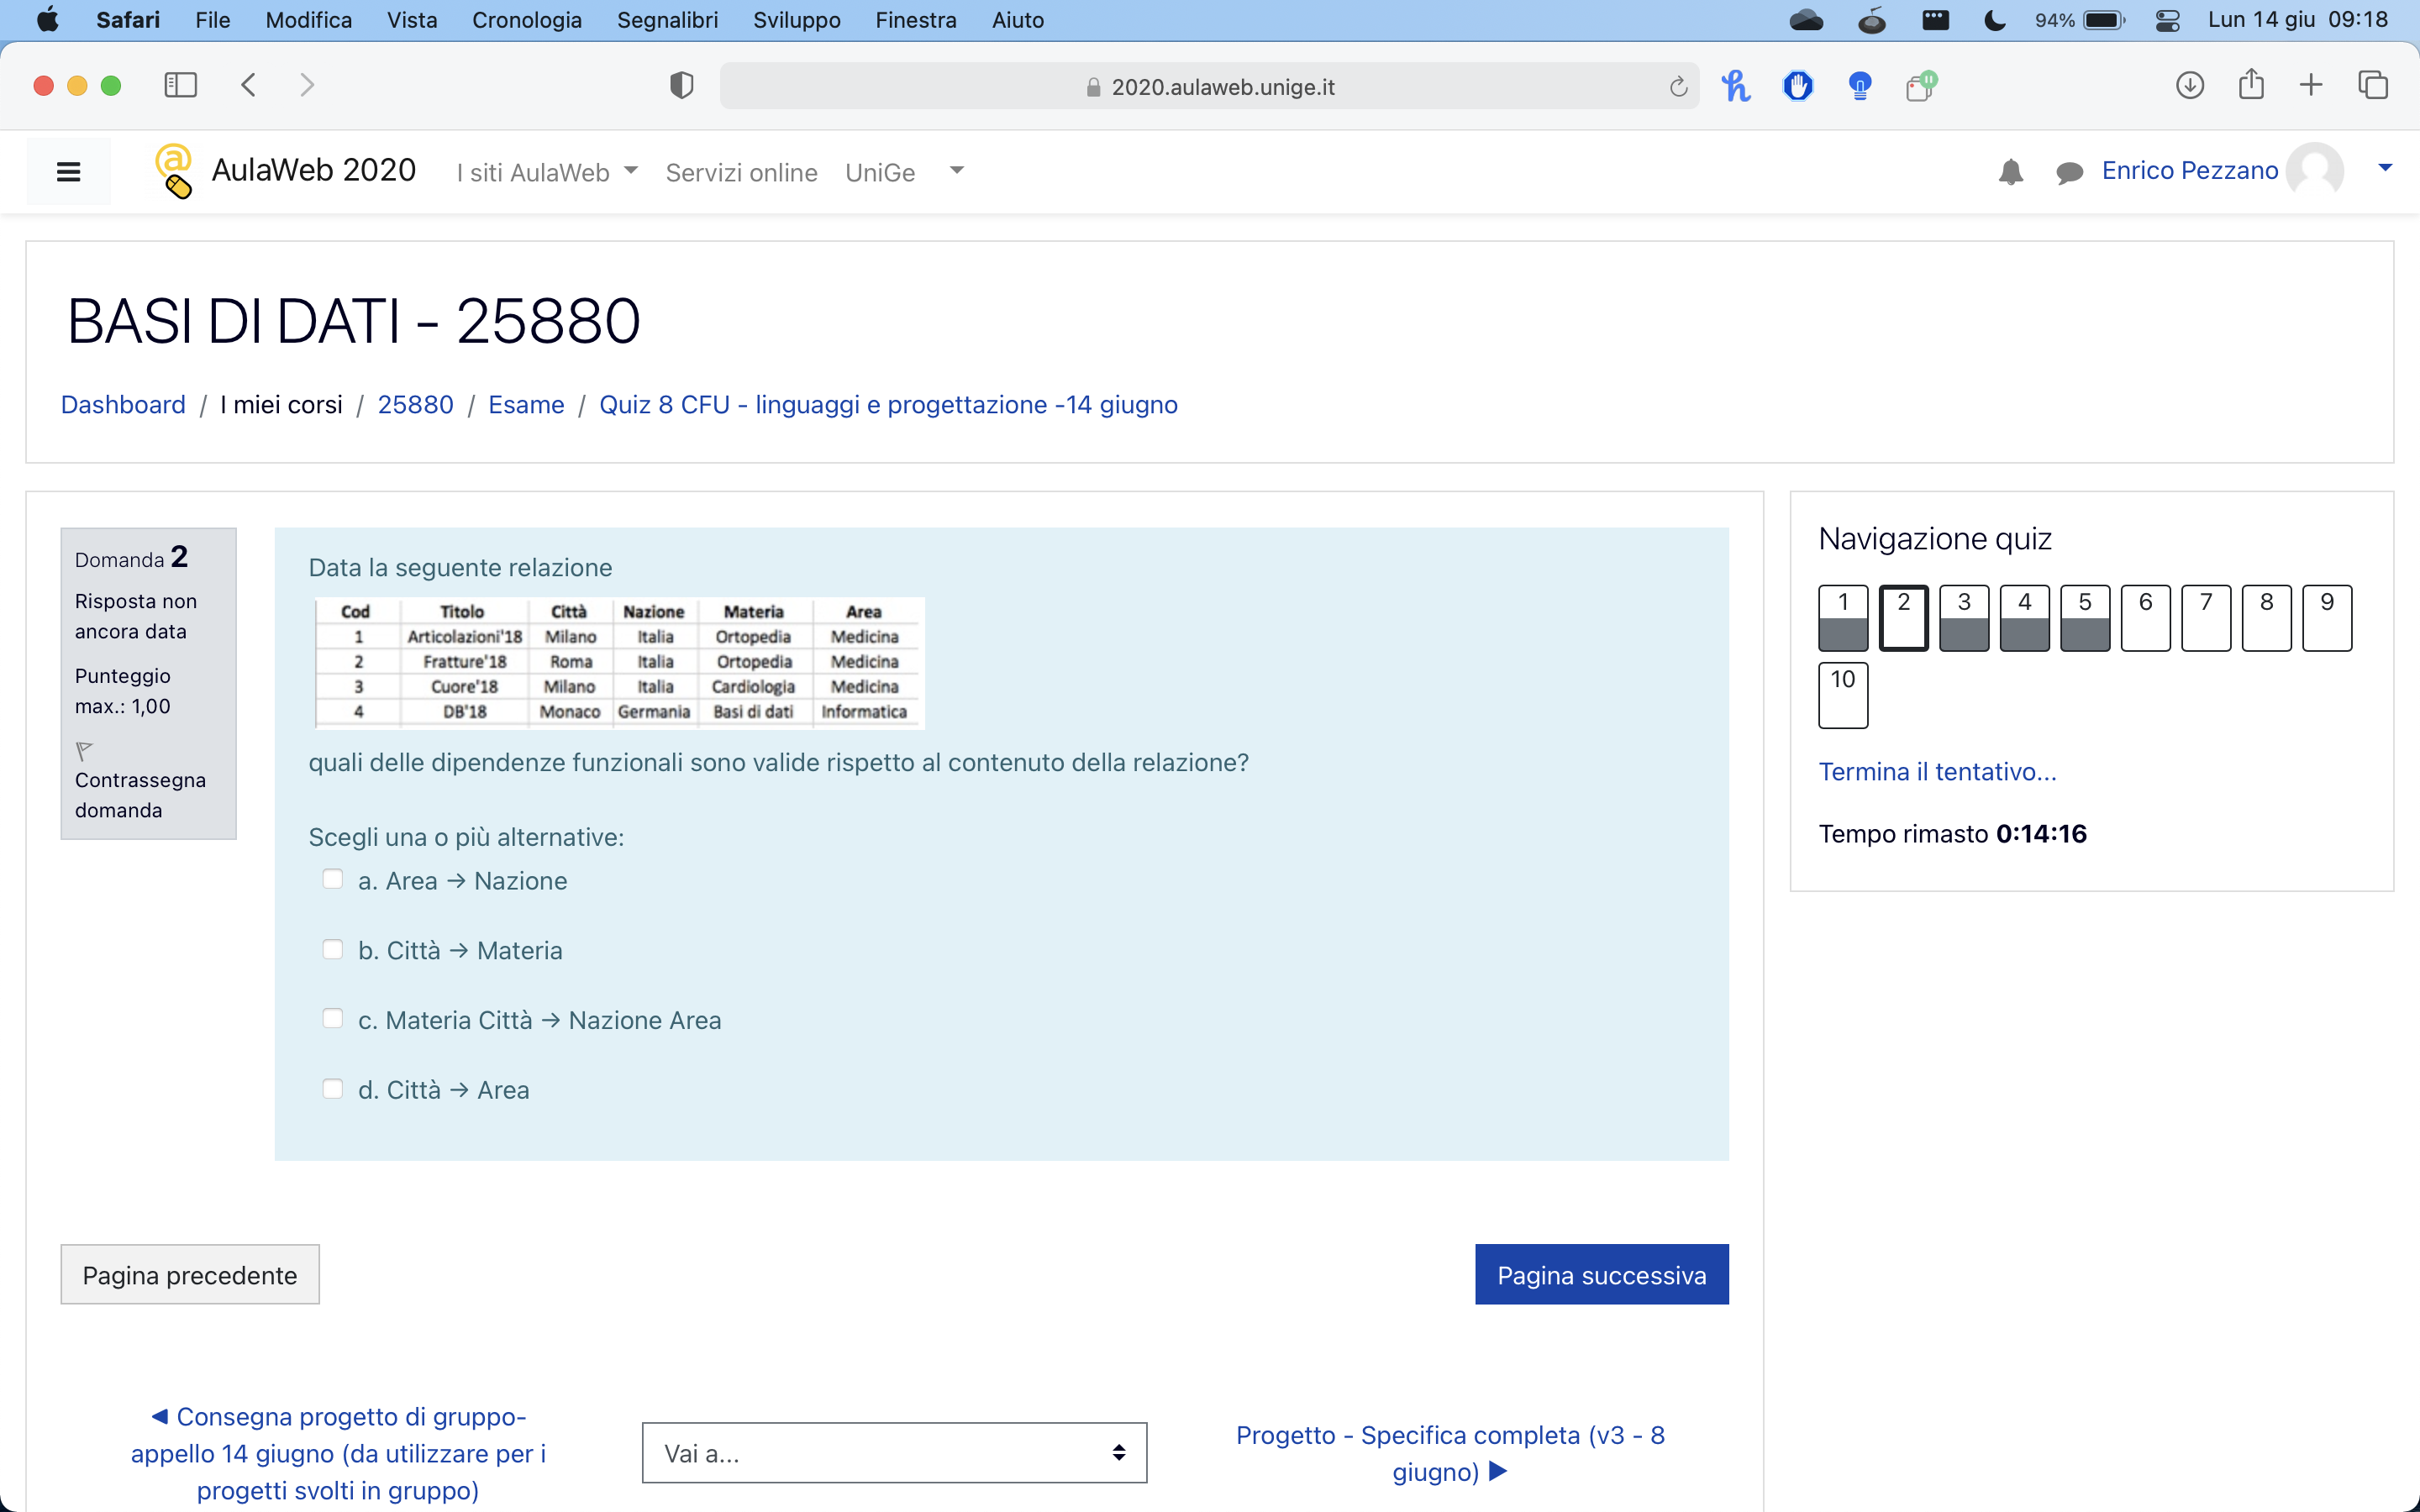 Safari File Modifica Vista Cronologia Segnalibri Sviluppo Finestra Aiuto 94% Lun 14 giu 09:18
2020.aulaweb.unige.it
AulaWeb 2020 I siti AulaWeb Servizi online UniGe Enrico Pezzano
BASI DI DATI - 25880
Dashboard / I miei corsi / 25880 / Esame / Quiz 8 CFU - linguaggi e progettazione -14 giugno
Domanda 2
Risposta non
ancora data
Punteggio
max.: 1,00
Contrassegna
domanda
Data la seguente relazione
Cod Titolo Città Nazione Materia Area
1 Articolazioni'18 Milano Italia Ortopedia Medicina
2 Fratture'18 Roma Italia Ortopedia Medicina
3 Cuore'18 Milano Italia Cardiologia Medicina
4 DB'18 Monaco Germania Basi di dati Informatica
quali delle dipendenze funzionali sono valide rispetto al contenuto della relazione?
Scegli una o più alternative:
a. Area → Nazione
b. Città → Materia
c. Materia Città → Nazione Area
d. Città → Area
Pagina precedente
Pagina successiva
◄ Consegna progetto di gruppo-
appello 14 giugno (da utilizzare per i
progetti svolti in gruppo)
Vai a...
Progetto - Specifica completa (v3 - 8
giugno) ►
Navigazione quiz
1 2 3 4 5 6 7 8 9
10
Termina il tentativo...
Tempo rimasto 0:14:16